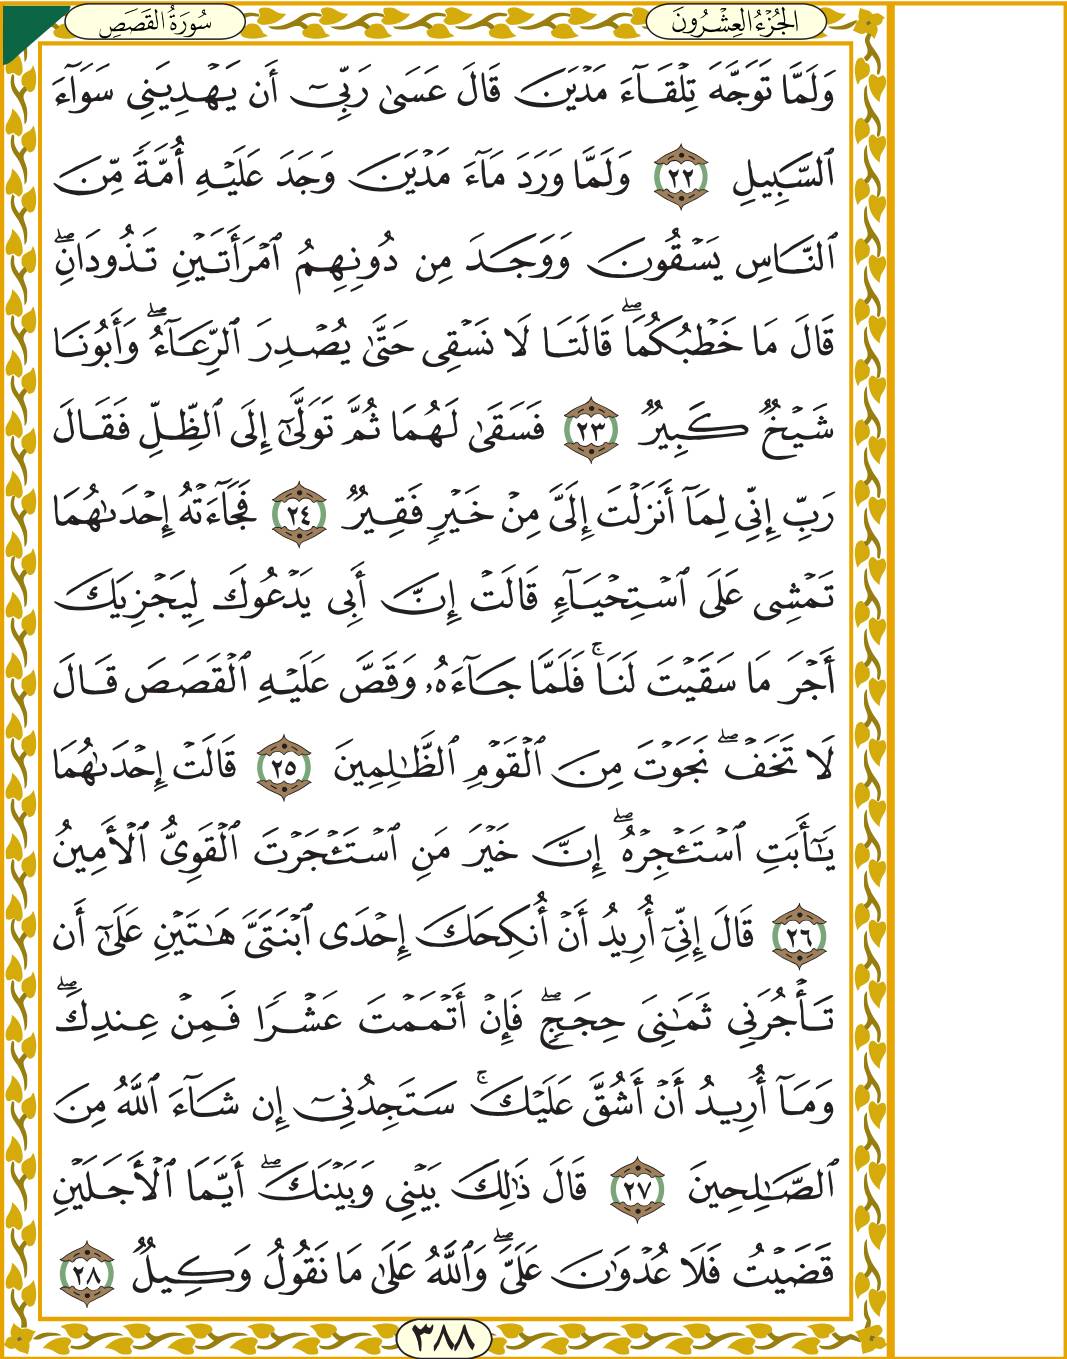 الجُزْءُ العِشْرُونَ
سُورَةُ القَصَصِ
وَلَمَّا تَوَجَّهَ تِلْقَآءَ مَدْيَنَ قَالَ عَسَىٰ رَبِّىٓ أَن يَهْدِيَنِى سَوَآءَ
ٱلسَّبِيلِ ٢٢ وَلَمَّا وَرَدَ مَآءَ مَدْيَنَ وَجَدَ عَلَيْهِ أُمَّةً مِّنَ
ٱلنَّاسِ يَسْقُونَ وَوَجَدَ مِن دُونِهِمُ ٱمْرَأَتَيْنِ تَذُودَانِ ۖ
قَالَ مَا خَطْبُكُمَا ۖ قَالَتَا لَا نَسْقِى حَتَّىٰ يُصْدِرَ ٱلرِّعَآءُ ۖ وَأَبُونَا
شَيْخٌ كَبِيرٌ ٢٣ فَسَقَىٰ لَهُمَا ثُمَّ تَوَلَّىٰٓ إِلَى ٱلظِّلِّ فَقَالَ
رَبِّ إِنِّى لِمَآ أَنزَلْتَ إِلَىَّ مِنْ خَيْرٍ فَقِيرٌ ٢٤ فَجَآءَتْهُ إِحْدَىٰهُمَا
تَمْشِى عَلَى ٱسْتِحْيَآءٍ قَالَتْ إِنَّ أَبِى يَدْعُوكَ لِيَجْزِيَكَ
أَجْرَ مَا سَقَيْتَ لَنَا ۚ فَلَمَّا جَآءَهُۥ وَقَصَّ عَلَيْهِ ٱلْقَصَصَ قَالَ
لَا تَخَفْ ۖ نَجَوْتَ مِنَ ٱلْقَوْمِ ٱلظَّٰلِمِينَ ٢٥ قَالَتْ إِحْدَىٰهُمَا
يَٰٓأَبَتِ ٱسْتَـْٔجِرْهُ ۖ إِنَّ خَيْرَ مَنِ ٱسْتَـْٔجَرْتَ ٱلْقَوِىُّ ٱلْأَمِينُ
٢٦ قَالَ إِنِّىٓ أُرِيدُ أَنْ أُنكِحَكَ إِحْدَى ٱبْنَتَىَّ هَٰتَيْنِ عَلَىٰٓ أَن
تَأْجُرَنِى ثَمَٰنِىَ حِجَجٍ ۖ فَإِنْ أَتْمَمْتَ عَشْرًا فَمِنْ عِندِكَ ۖ
وَمَآ أُرِيدُ أَنْ أَشُقَّ عَلَيْكَ ۚ سَتَجِدُنِىٓ إِن شَآءَ ٱللَّهُ مِنَ
ٱلصَّٰلِحِينَ ٢٧ قَالَ ذَٰلِكَ بَيْنِى وَبَيْنَكَ ۖ أَيَّمَا ٱلْأَجَلَيْنِ
قَضَيْتُ فَلَا عُدْوَٰنَ عَلَىَّ ۖ وَٱللَّهُ عَلَىٰ مَا نَقُولُ وَكِيلٌ ٢٨
٣٨٨